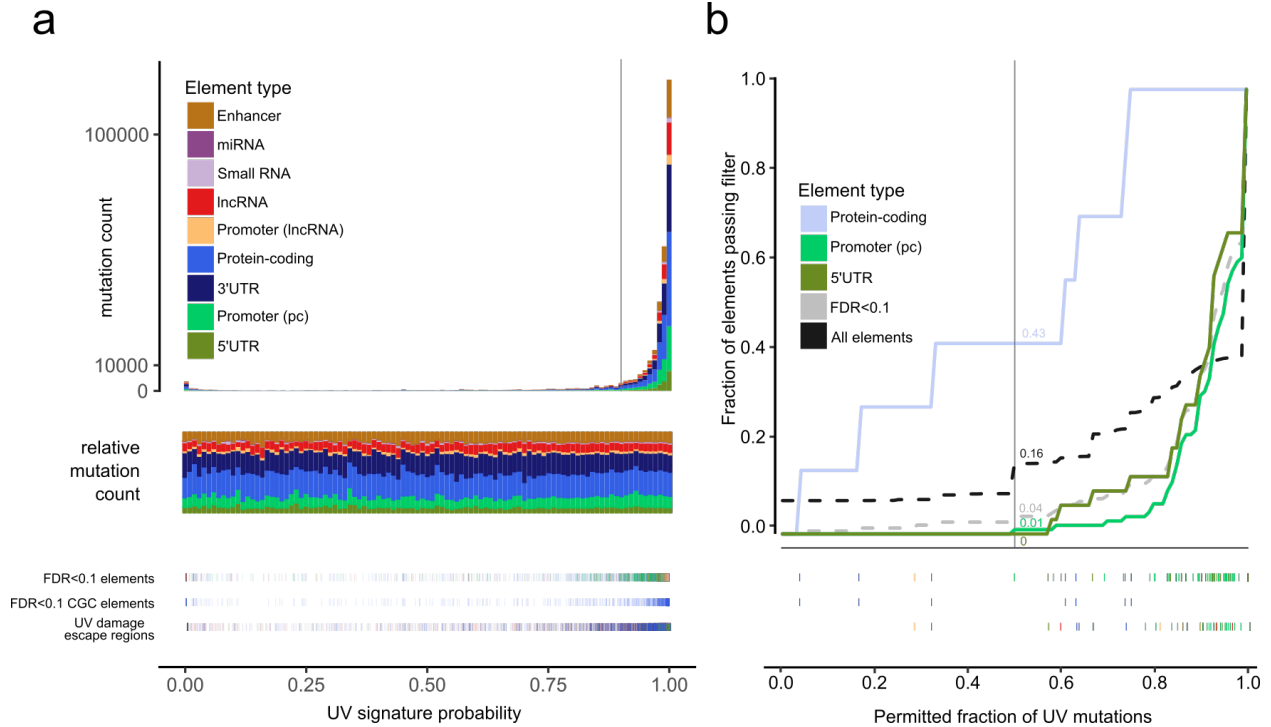 a
Element type
Enhancer
miRNA
Small RNA
lncRNA
Promoter (lncRNA)
Protein-coding
3'UTR
Promoter (pc)
5'UTR
mutation count
100000
10000
0
relative
mutation
count
FDR<0.1 elements
FDR<0.1 CGC elements
UV damage
escape regions
0.00 0.25 0.50 0.75 1.00
UV signature probability
b
Fraction of elements passing filter
1.0
0.8
0.6
0.4
0.2
0.0
Element type
Protein-coding
Promoter (pc)
5'UTR
FDR<0.1
All elements
0.43
0.16
0.04
0.01
0
0.0 0.2 0.4 0.6 0.8 1.0
Permitted fraction of UV mutations